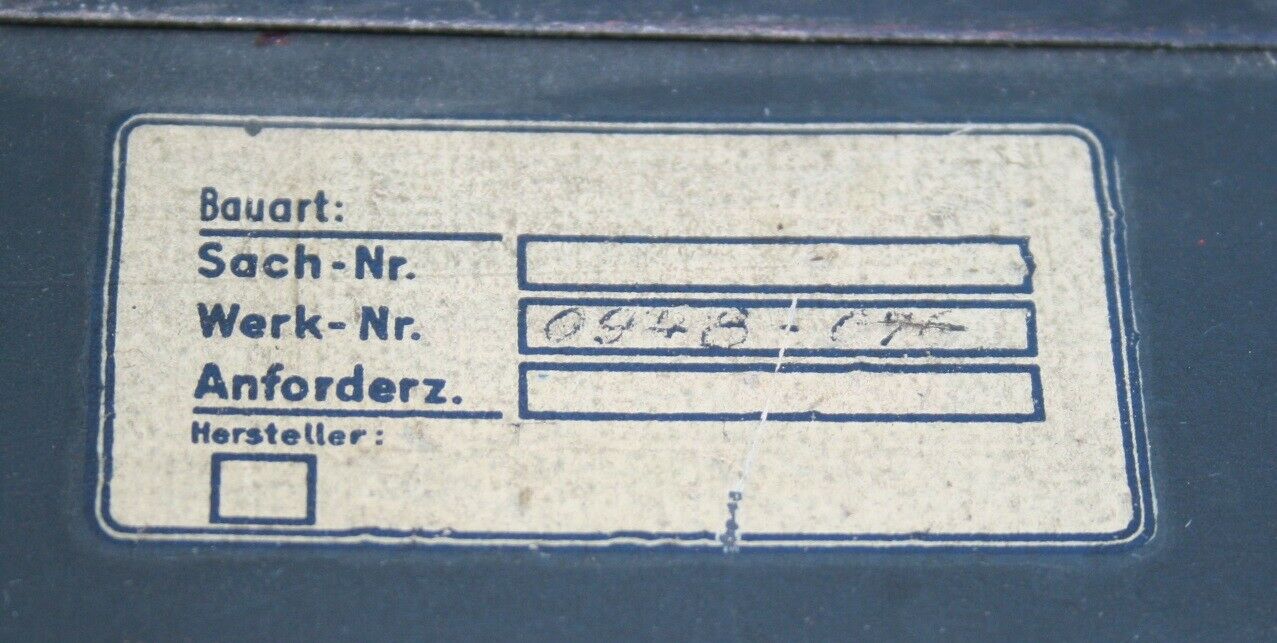 Bauart:
Sach-Nr.
Werk-Nr. 0948-
Anforderz.
Hersteller: